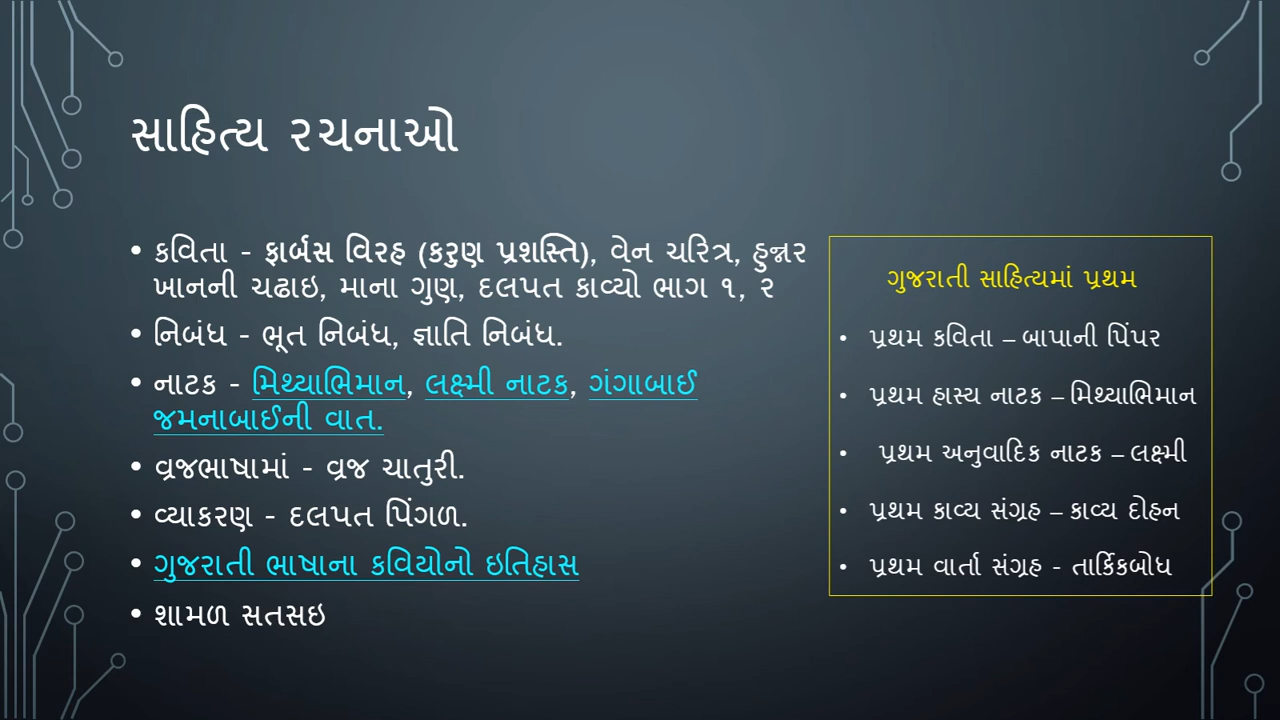 સાહિત્ય રચનાઓ
• કવિતા - ફાર્બસ વિરહ (કરુણ પ્રશસ્તિ), વેન ચરિત્ર, હુન્નર
ખાનની ચઢાઇ, માના ગુણ, દલપત કાવ્યો ભાગ ૧, ૨
• નિબંધ - ભૂત નિબંધ, જ્ઞાતિ નિબંધ.
• નાટક - મિથ્યાભિમાન, લક્ષ્મી નાટક, ગંગાબાઈ
જમનાબાઈની વાત.
• વ્રજભાષામાં - વ્રજ ચાતુરી.
• વ્યાકરણ - દલપત પિંગળ.
• ગુજરાતી ભાષાના કવિયોનો ઇતિહાસ
• શામળ સતસઇ
ગુજરાતી સાહિત્યમાં પ્રથમ
• પ્રથમ કવિતા – બાપાની પિંપર
• પ્રથમ હાસ્ય નાટક – મિથ્યાભિમાન
• પ્રથમ અનુવાદિક નાટક – લક્ષ્મી
• પ્રથમ કાવ્ય સંગ્રહ – કાવ્ય દોહન
• પ્રથમ વાર્તા સંગ્રહ - તાર્કિકબોધ